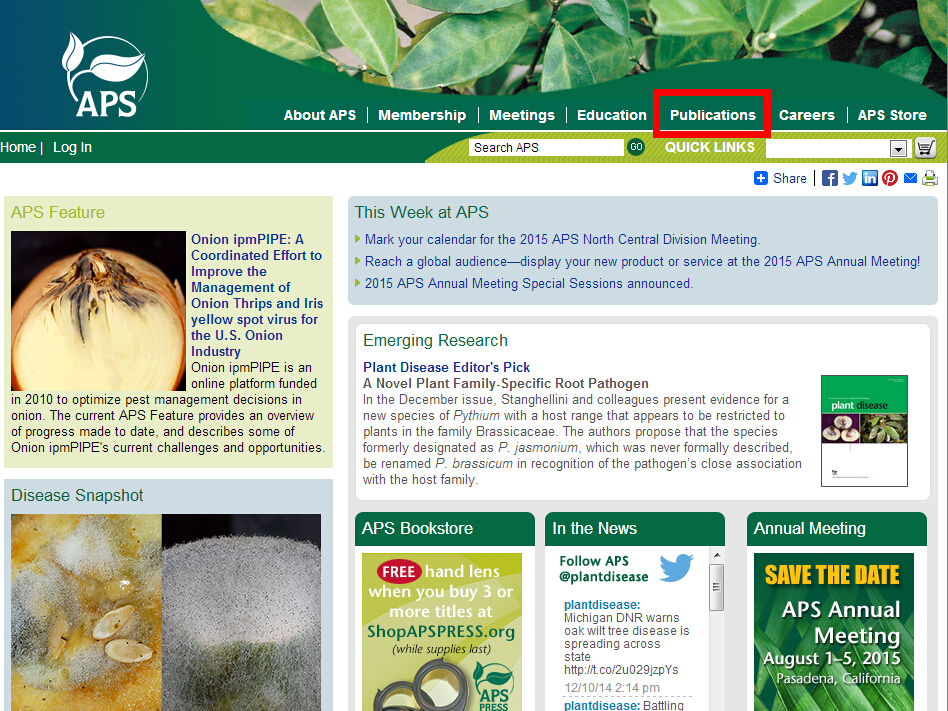 APS
About APS | Membership | Meetings | Education | Publications | Careers | APS Store
Home | Log In
Search APS
GO
QUICK LINKS
Share
APS Feature
Onion ipmPIPE: A
Coordinated Effort to
Improve the
Management of
Onion Thrips and Iris
yellow spot virus for
the U.S. Onion
Industry
Onion ipmPIPE is an
online platform funded
in 2010 to optimize pest management decisions in
onion. The current APS Feature provides an overview
of progress made to date, and describes some of
Onion ipmPIPE's current challenges and opportunities.
Disease Snapshot
This Week at APS
Mark your calendar for the 2015 APS North Central Division Meeting.
Reach a global audience—display your new product or service at the 2015 APS Annual Meeting!
2015 APS Annual Meeting Special Sessions announced.
Emerging Research
Plant Disease Editor's Pick
A Novel Plant Family-Specific Root Pathogen
In the December issue, Stanghellini and colleagues present evidence for a
new species of Pythium with a host range that appears to be restricted to
plants in the family Brassicaceae. The authors propose that the species
formerly designated as P. jasmonium, which was never formally described,
be renamed P. brassicum in recognition of the pathogen's close association
with the host family.
plant disease
APS Bookstore
FREE hand lens
when you buy 3 or
more titles at
ShopAPSPRESS.org
(while supplies last)
APS
PRESS
In the News
Follow APS
@plantdisease
plantdisease:
Michigan DNR warns
oak wilt tree disease is
spreading across
state
http://t.co/2u029jzpYs
12/10/14 2:14 pm
plantdisease: Battling
Annual Meeting
SAVE THE DATE
APS Annual
Meeting
August 1–5, 2015
Pasadena, California